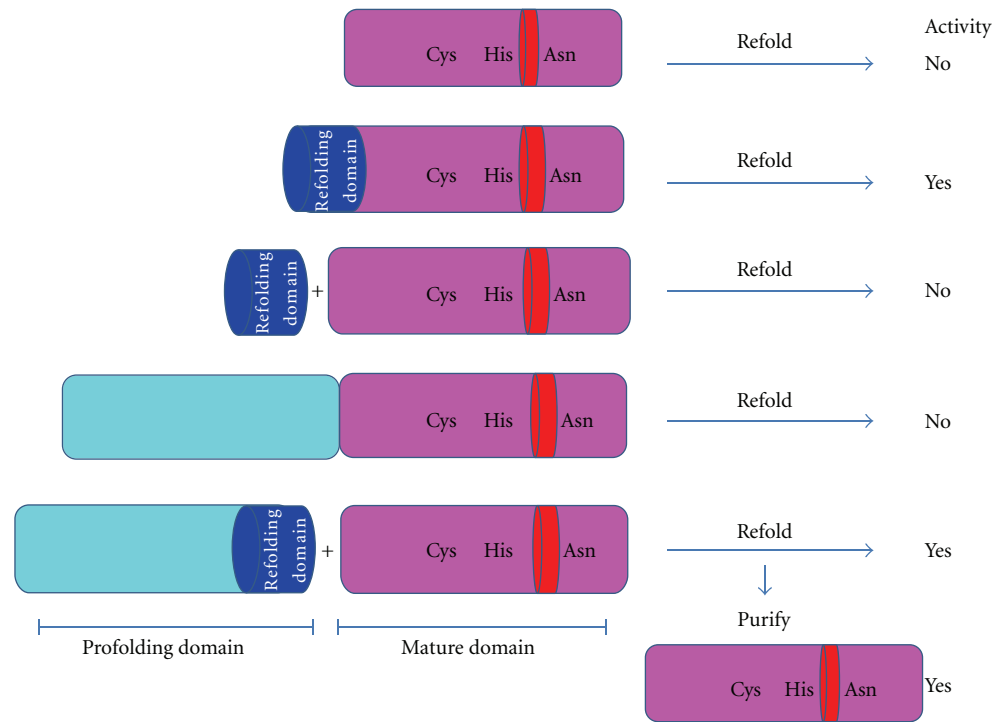 Activity
Cys His Asn
Refold
No
Refolding
domain
Cys His Asn
Refold
Yes
Refolding
domain
+
Cys His Asn
Refold
No
Cys His Asn
Refold
No
Refolding
domain
+
Cys His Asn
Refold
Yes
Purify
Profolding domain
Mature domain
Cys His Asn
Yes